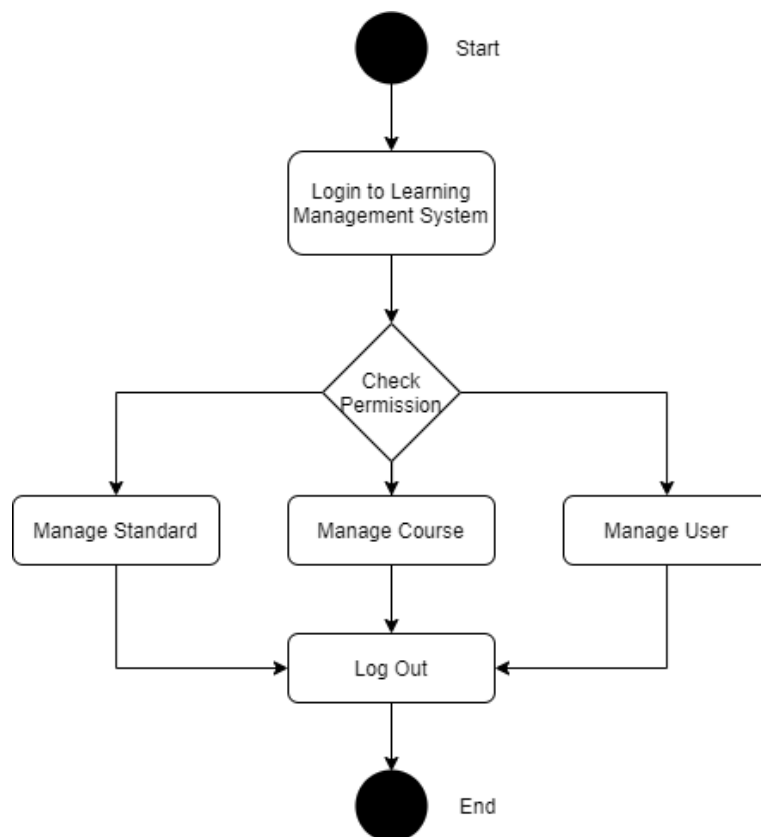 Start
Login to Learning
Management System
Check
Permission
Manage Standard
Manage Course
Manage User
Log Out
End